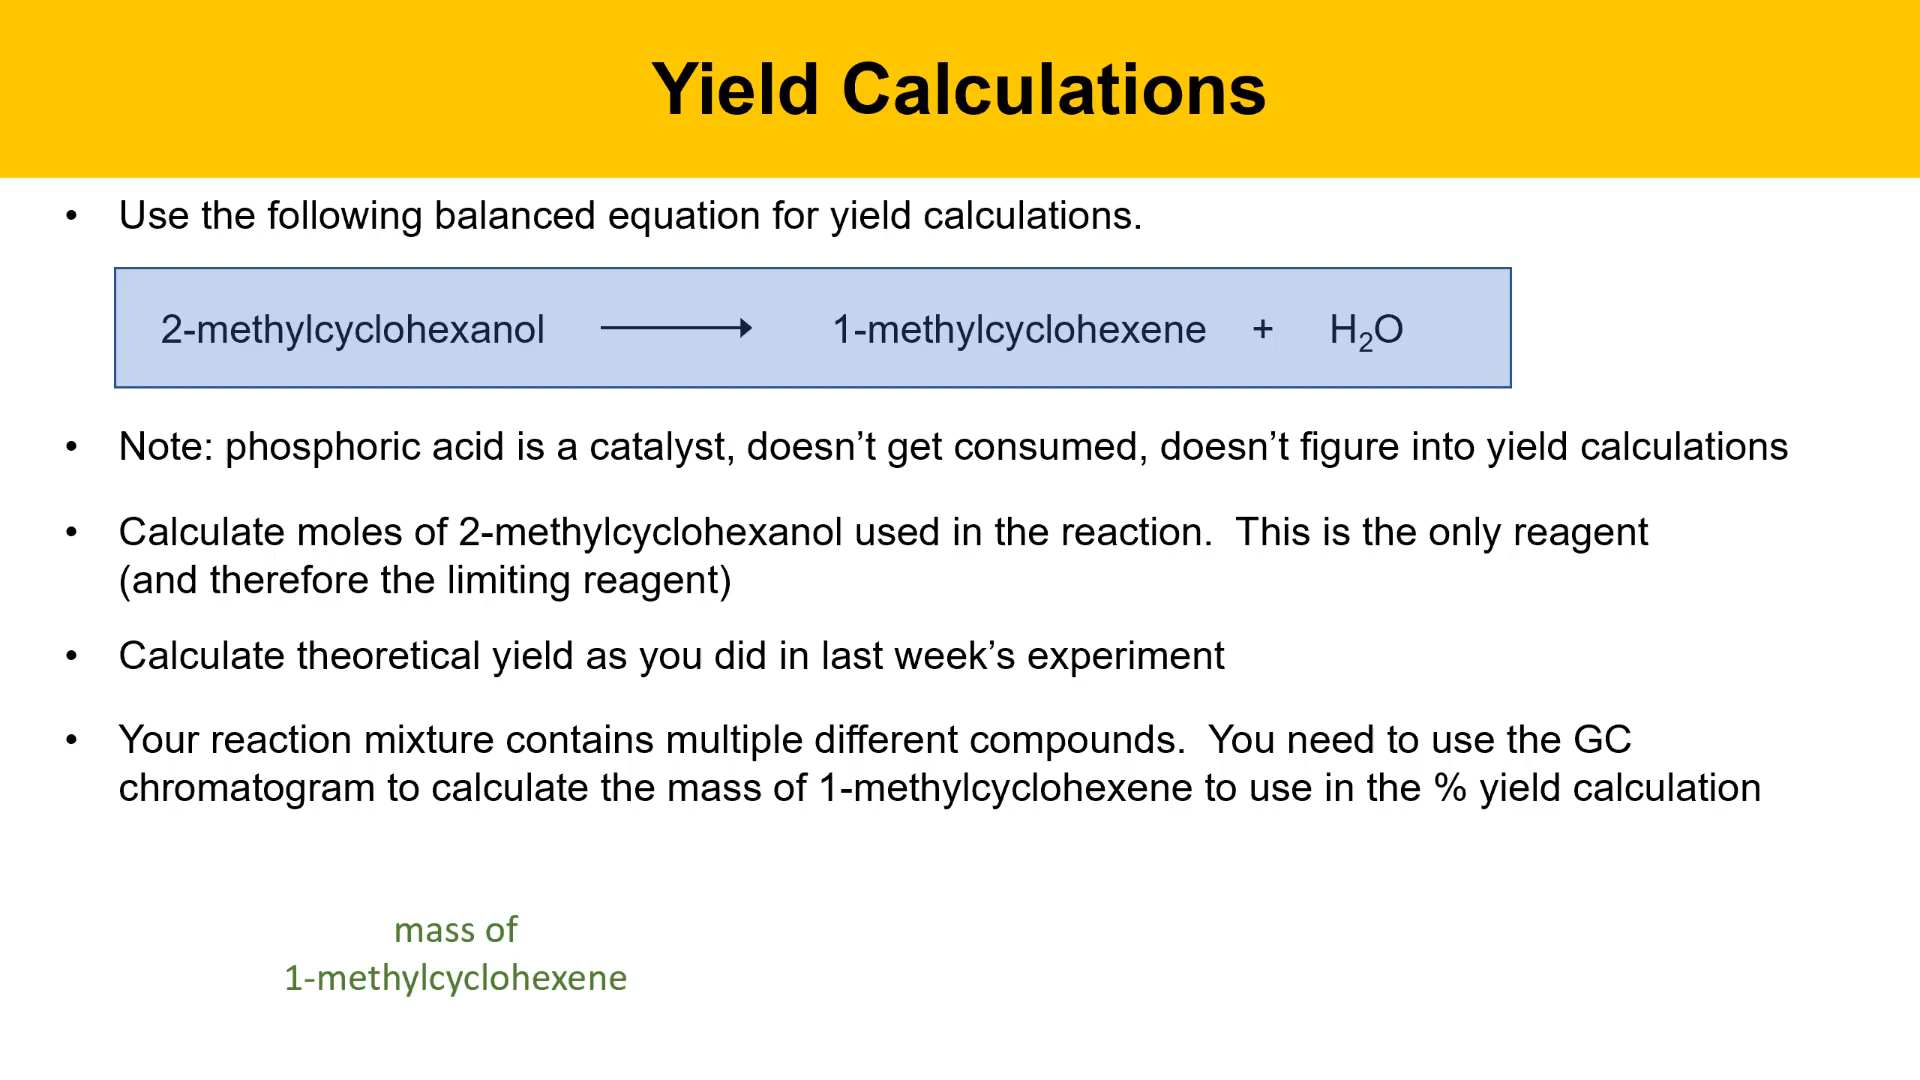 Yield Calculations
• Use the following balanced equation for yield calculations.
2-methylcyclohexanol ⟶ 1-methylcyclohexene + H₂O
• Note: phosphoric acid is a catalyst, doesn’t get consumed, doesn’t figure into yield calculations
• Calculate moles of 2-methylcyclohexanol used in the reaction.  This is the only reagent
(and therefore the limiting reagent)
• Calculate theoretical yield as you did in last week’s experiment
• Your reaction mixture contains multiple different compounds.  You need to use the GC
chromatogram to calculate the mass of 1-methylcyclohexene to use in the % yield calculation
mass of
1-methylcyclohexene